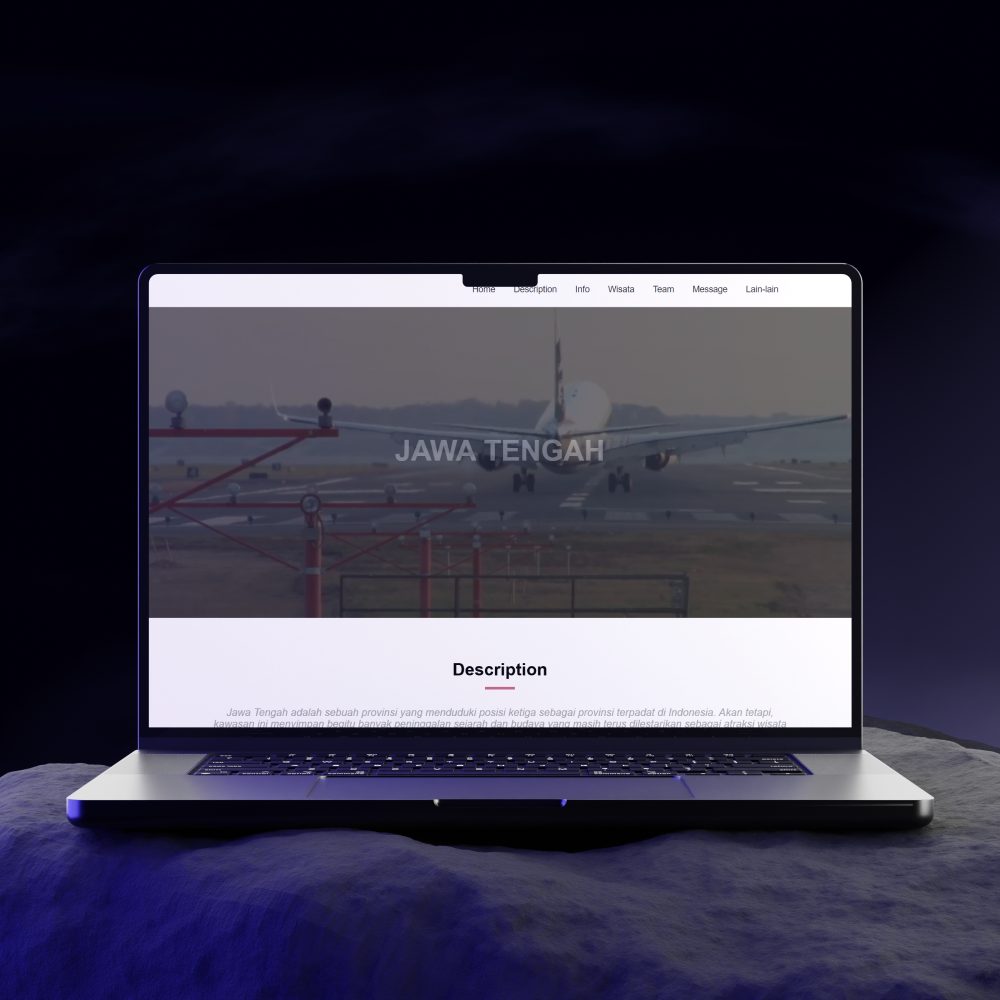 Home Description Info Wisata Team Message Lain-lain
JAWA TENGAH
Description
Jawa Tengah adalah sebuah provinsi yang menduduki posisi ketiga sebagai provinsi terpadat di Indonesia. Akan tetapi,
kawasan ini menyimpan begitu banyak peninggalan sejarah dan budaya yang masih terus dilestarikan sebagai atraksi wisata